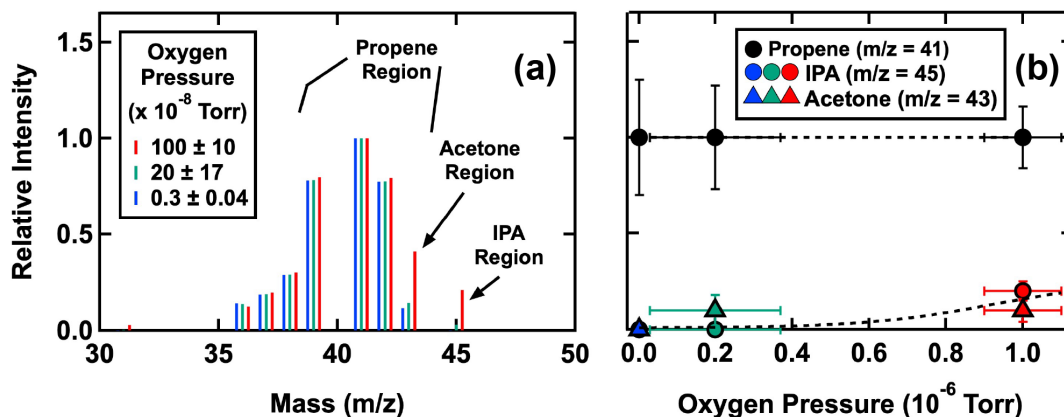 1.5
1.0
0.5
0.0
Relative Intensity
Oxygen
Pressure
(x 10⁻⁸ Torr)
100 ± 10
20 ± 17
0.3 ± 0.04
Propene
Region
(a)
Acetone
Region
IPA
Region
30 35 40 45 50
Mass (m/z)
Propene (m/z = 41)
IPA (m/z = 45)
Acetone (m/z = 43)
(b)
0.0 0.2 0.4 0.6 0.8 1.0
Oxygen Pressure (10⁻⁶ Torr)